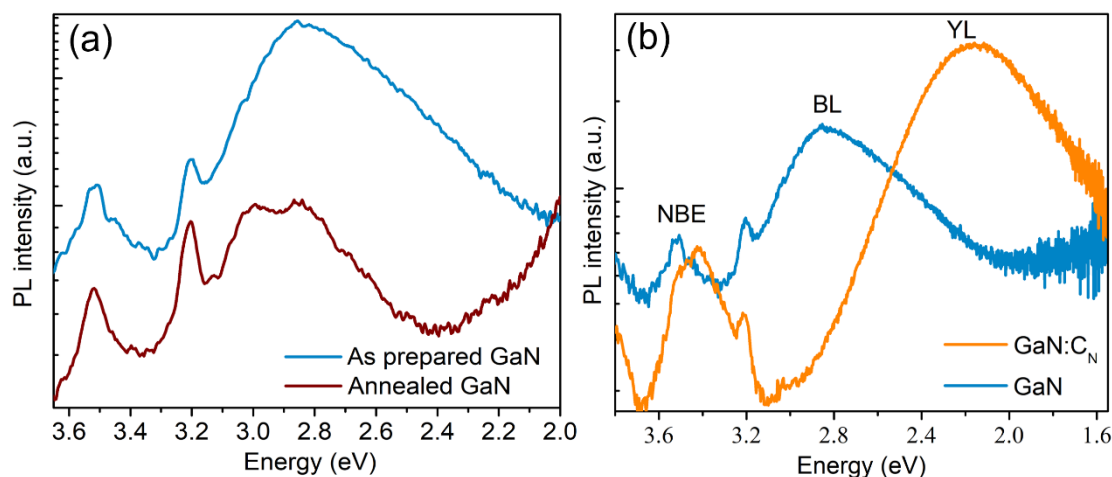 (a)
PL intensity (a.u.)
As prepared GaN
Annealed GaN
3.6 3.4 3.2 3.0 2.8 2.6 2.4 2.2 2.0
Energy (eV)
(b)
YL
BL
NBE
PL intensity (a.u.)
GaN:C_N
GaN
3.6 3.2 2.8 2.4 2.0 1.6
Energy (eV)